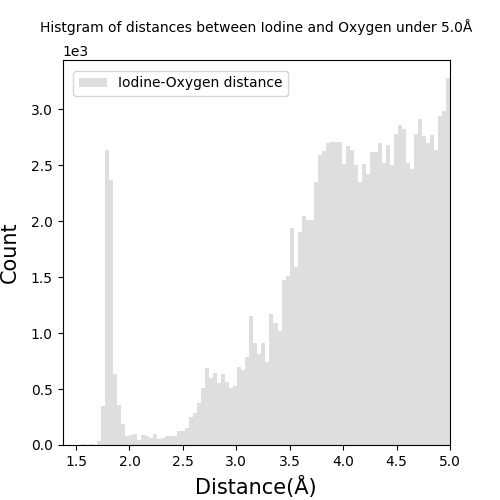 Histgram of distances between Iodine and Oxygen under 5.0Å
1e3
Iodine-Oxygen distance
3.0
2.5
2.0
1.5
1.0
0.5
0.0
Count
1.5 2.0 2.5 3.0 3.5 4.0 4.5 5.0
Distance(Å)